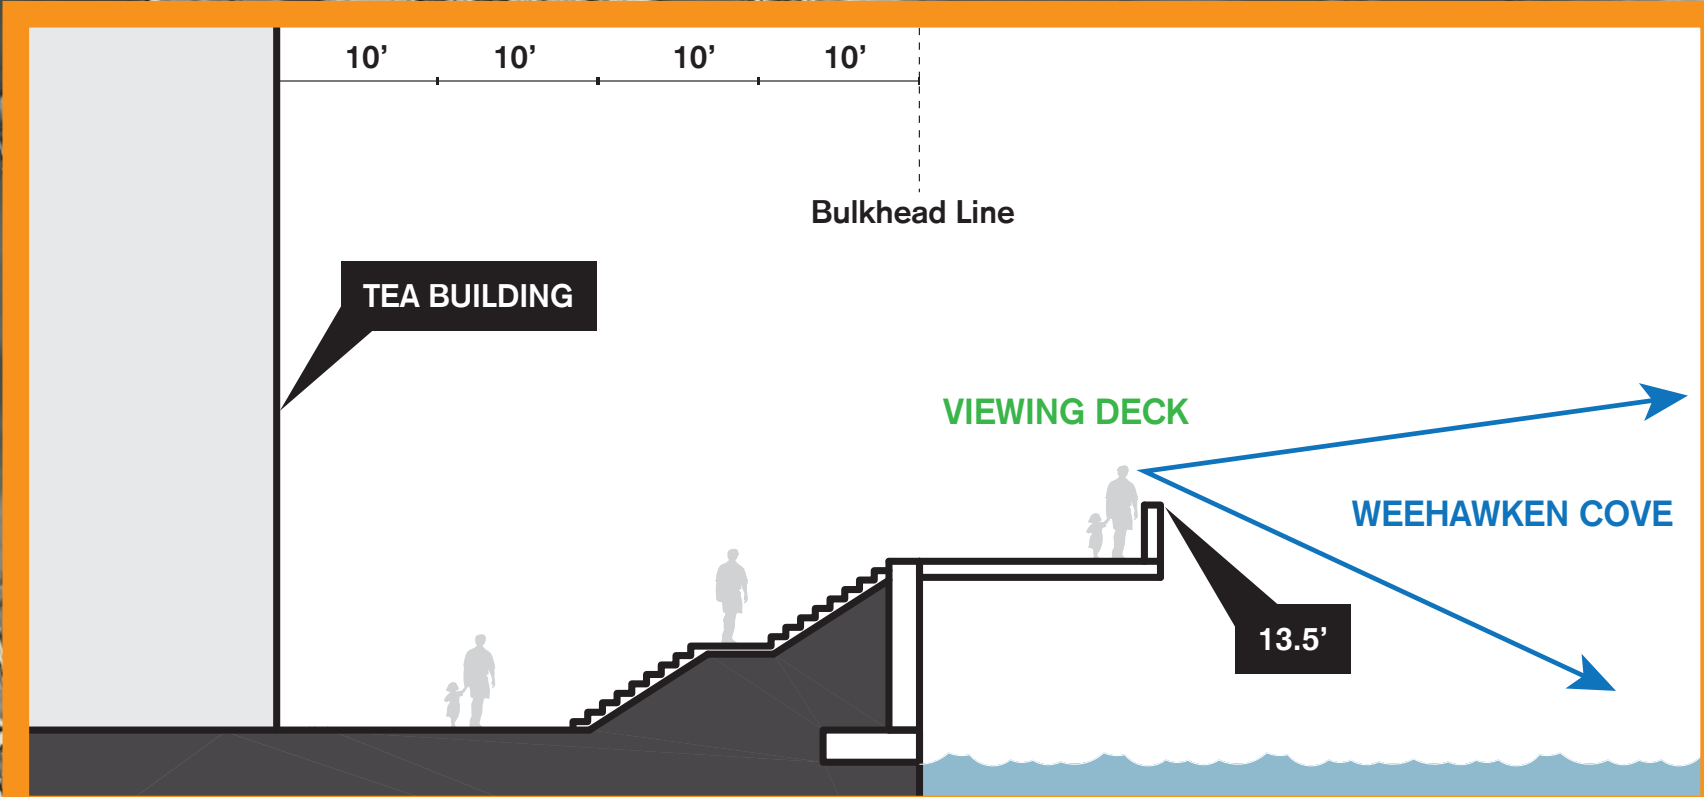 10’ 10’ 10’ 10’
Bulkhead Line
TEA BUILDING
VIEWING DECK
WEEHAWKEN COVE
13.5’